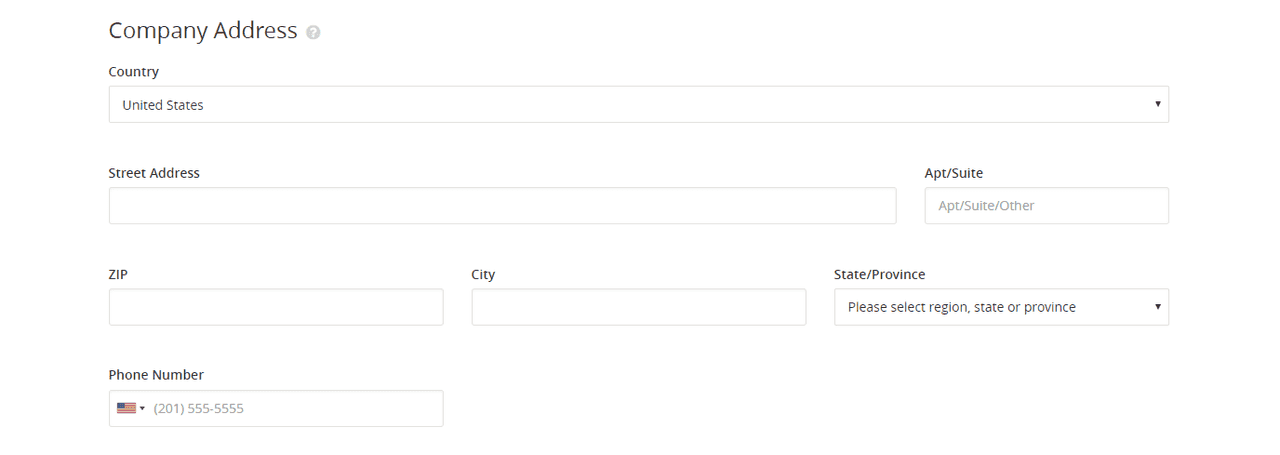 Company Address ?
Country
United States
Street Address Apt/Suite
Apt/Suite/Other
ZIP City State/Province
Please select region, state or province
Phone Number
(201) 555-5555